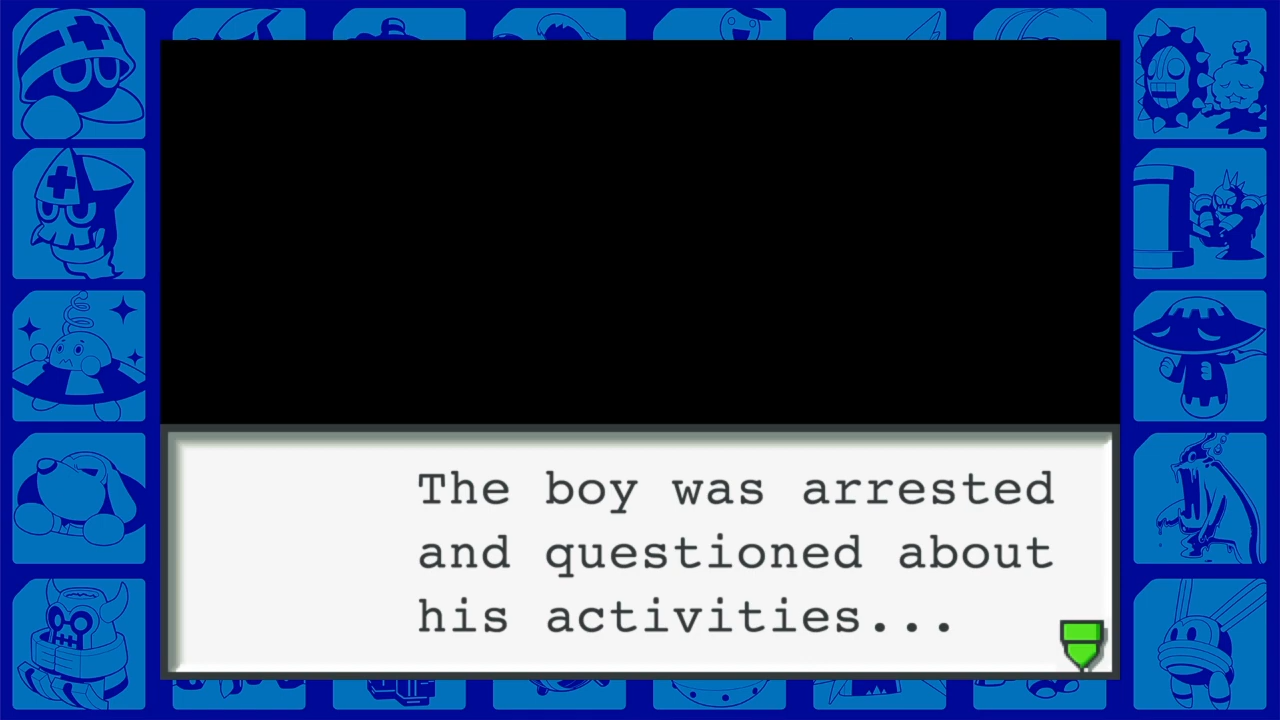 The boy was arrested
and questioned about
his activities...